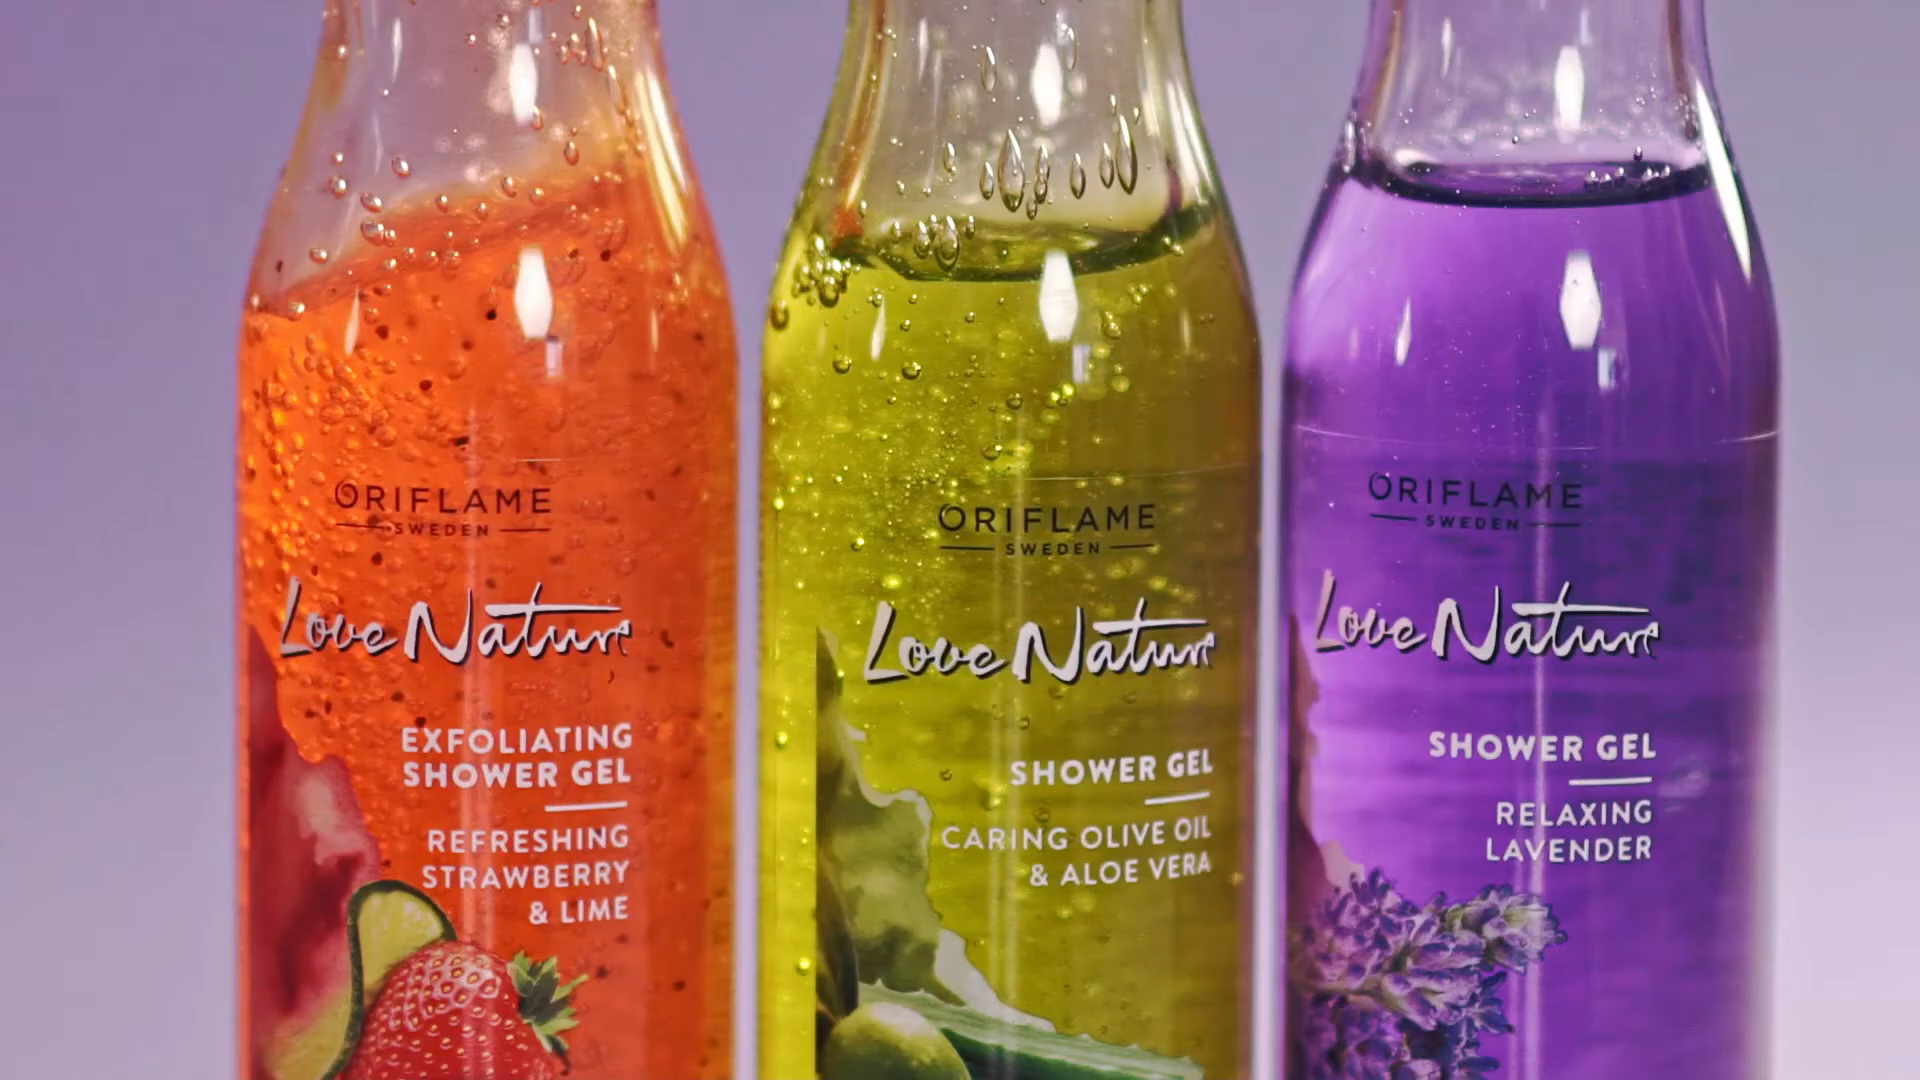 ORIFLAME
SWEDEN
Love Nature
EXFOLIATING
SHOWER GEL
REFRESHING
STRAWBERRY
& LIME
ORIFLAME
SWEDEN
Love Nature
SHOWER GEL
CARING OLIVE OIL
& ALOE VERA
ORIFLAME
SWEDEN
Love Nature
SHOWER GEL
RELAXING
LAVENDER